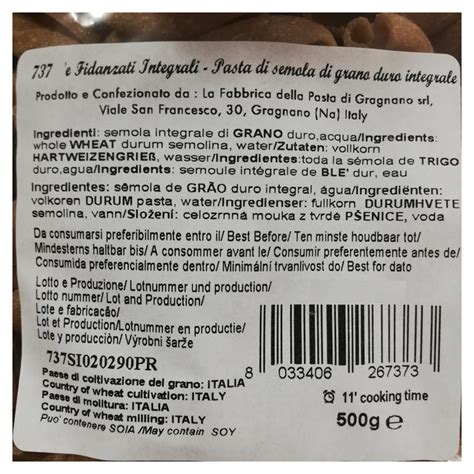 737 'e Fidanzati Integrali - Pasta di semola di grano duro integrale
Prodotto e Confezionato da : La Fabbrica della Pasta di Gragnano srl,
Viale San Francesco, 30, Gragnano (Na) Italy
Ingredienti: semola integrale di GRANO duro,acqua/Ingredients:
whole WHEAT durum semolina, water/Zutaten: vollkorn
HARTWEIZENGRIEß, wasser/Ingredientes:toda la sémola de TRIGO
duro,agua/Ingredients: semoule intégrale de BLE' dur, eau
Ingredientes: sêmola de GRÃO duro integral, água/Ingrediënten:
volkoren DURUM pasta, water/Ingredienser: fullkorn DURUMHVETE
semolina, vann/Složení: celozrnná mouka z tvrdé PŠENICE, voda
Da consumarsi preferibilmente entro il/ Best Before/ Ten minste houdbaar tot/
Mindesterns haltbar bis/ A consommer avant le/ Consumir preferentemente antes de/
Consumida preferencialmente dentro/ Minimální trvanlivost do/ Best for dato
Lotto e Produzione/ Lotnummer und production/
Lotto nummer/ Lot and Production/
Lote e fabricacão/
Lot et Production/Lotnummer en productie/
Lote y producciòn/ Výrobni šarže
737SI020290PR
Paese di coltivazione del grano: ITALIA
Country of wheat cultivation: ITALY
Paese di molitura: ITALIA
Country of wheat milling: ITALY
Puo' contenere SOIA /May contain SOY
8 033406 267373
11' cooking time
500g e